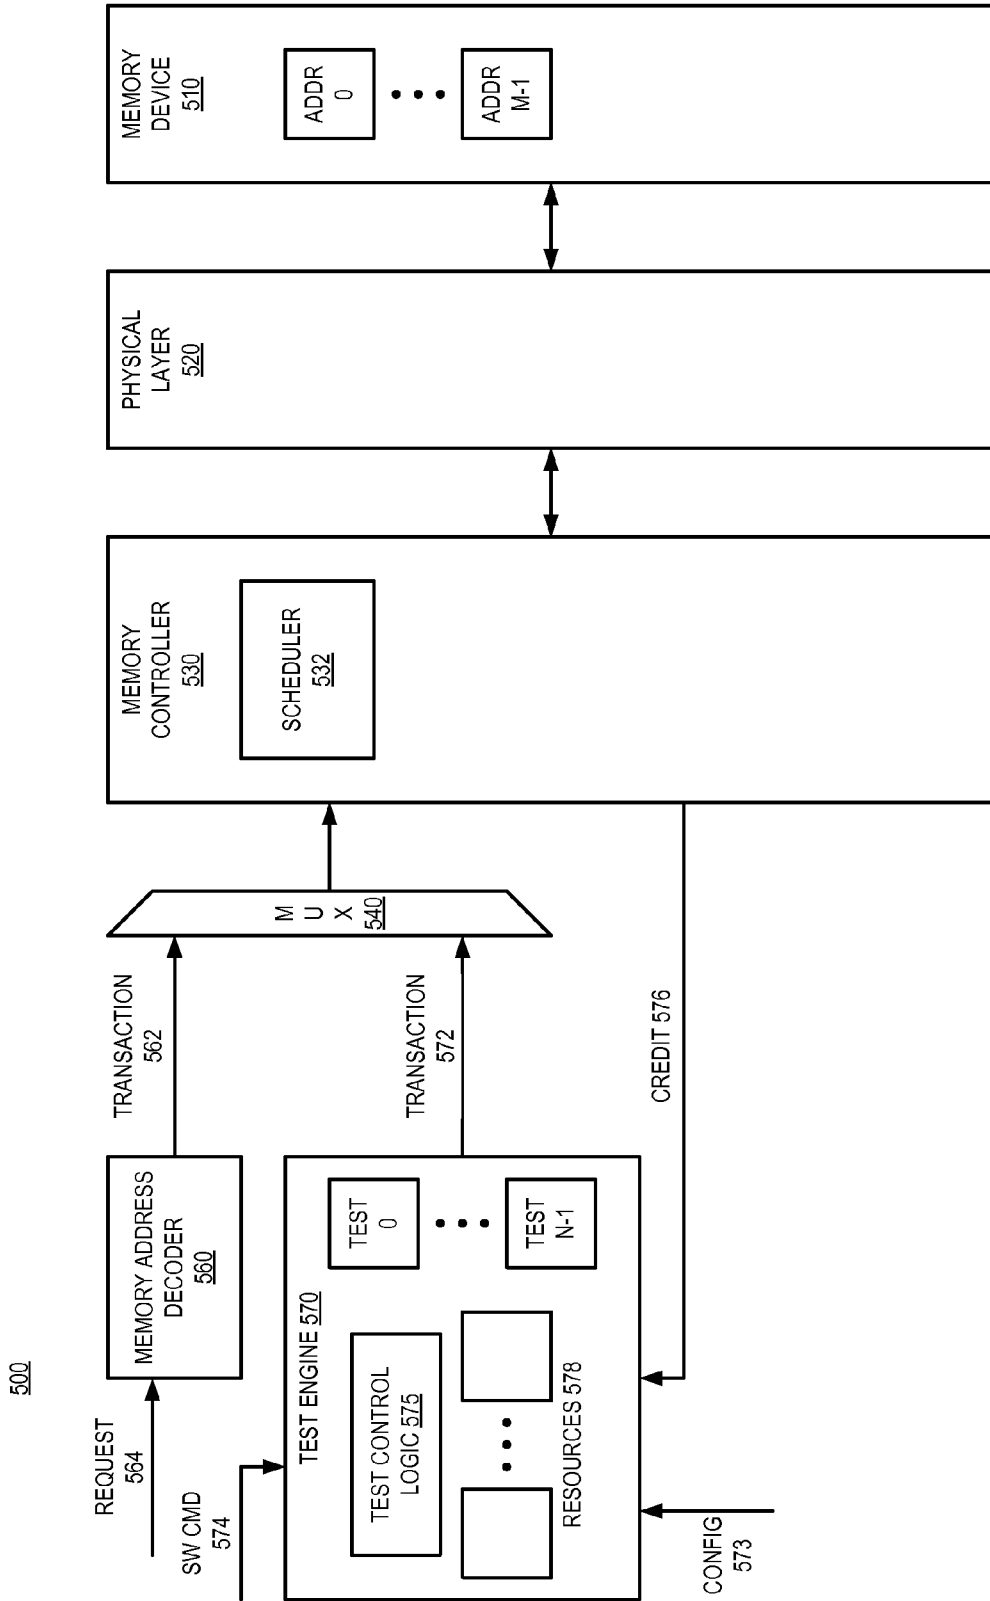 500
REQUEST
564
MEMORY ADDRESS
DECODER
560
TRANSACTION
562
SW CMD
574
TEST ENGINE 570
TEST CONTROL
LOGIC 575
RESOURCES 578
TEST
0
TEST
N-1
CONFIG
573
TRANSACTION
572
CREDIT 576
M
U
X
540
MEMORY
CONTROLLER
530
SCHEDULER
532
PHYSICAL
LAYER
520
MEMORY
DEVICE
510
ADDR
0
ADDR
M-1